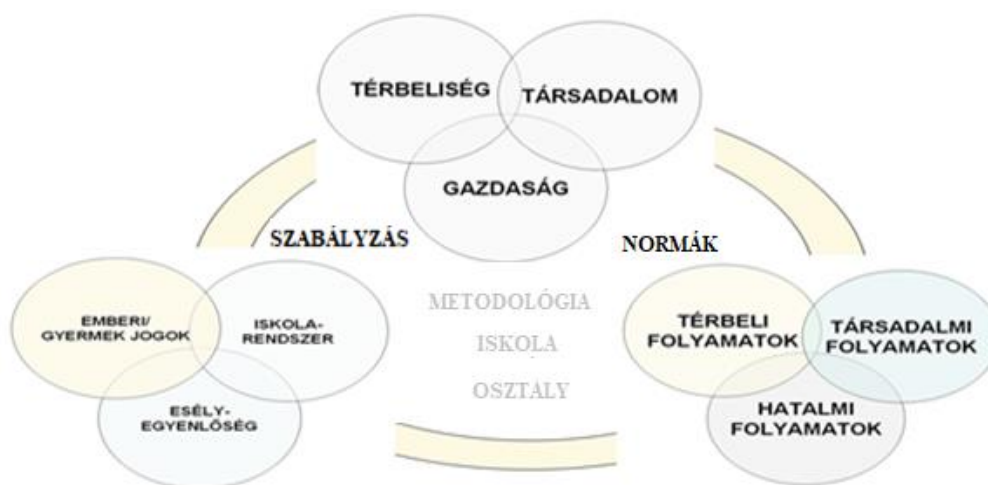 TÉRBELISÉG
TÁRSADALOM
GAZDASÁG
SZABÁLYZÁS
NORMÁK
EMBERI/
GYERMEK JOGOK
ISKOLA-
RENDSZER
ESÉLY-
EGYENLŐSÉG
METODOLÓGIA
ISKOLA
OSZTÁLY
TÉRBELI
FOLYAMATOK
TÁRSADALMI
FOLYAMATOK
HATALMI
FOLYAMATOK